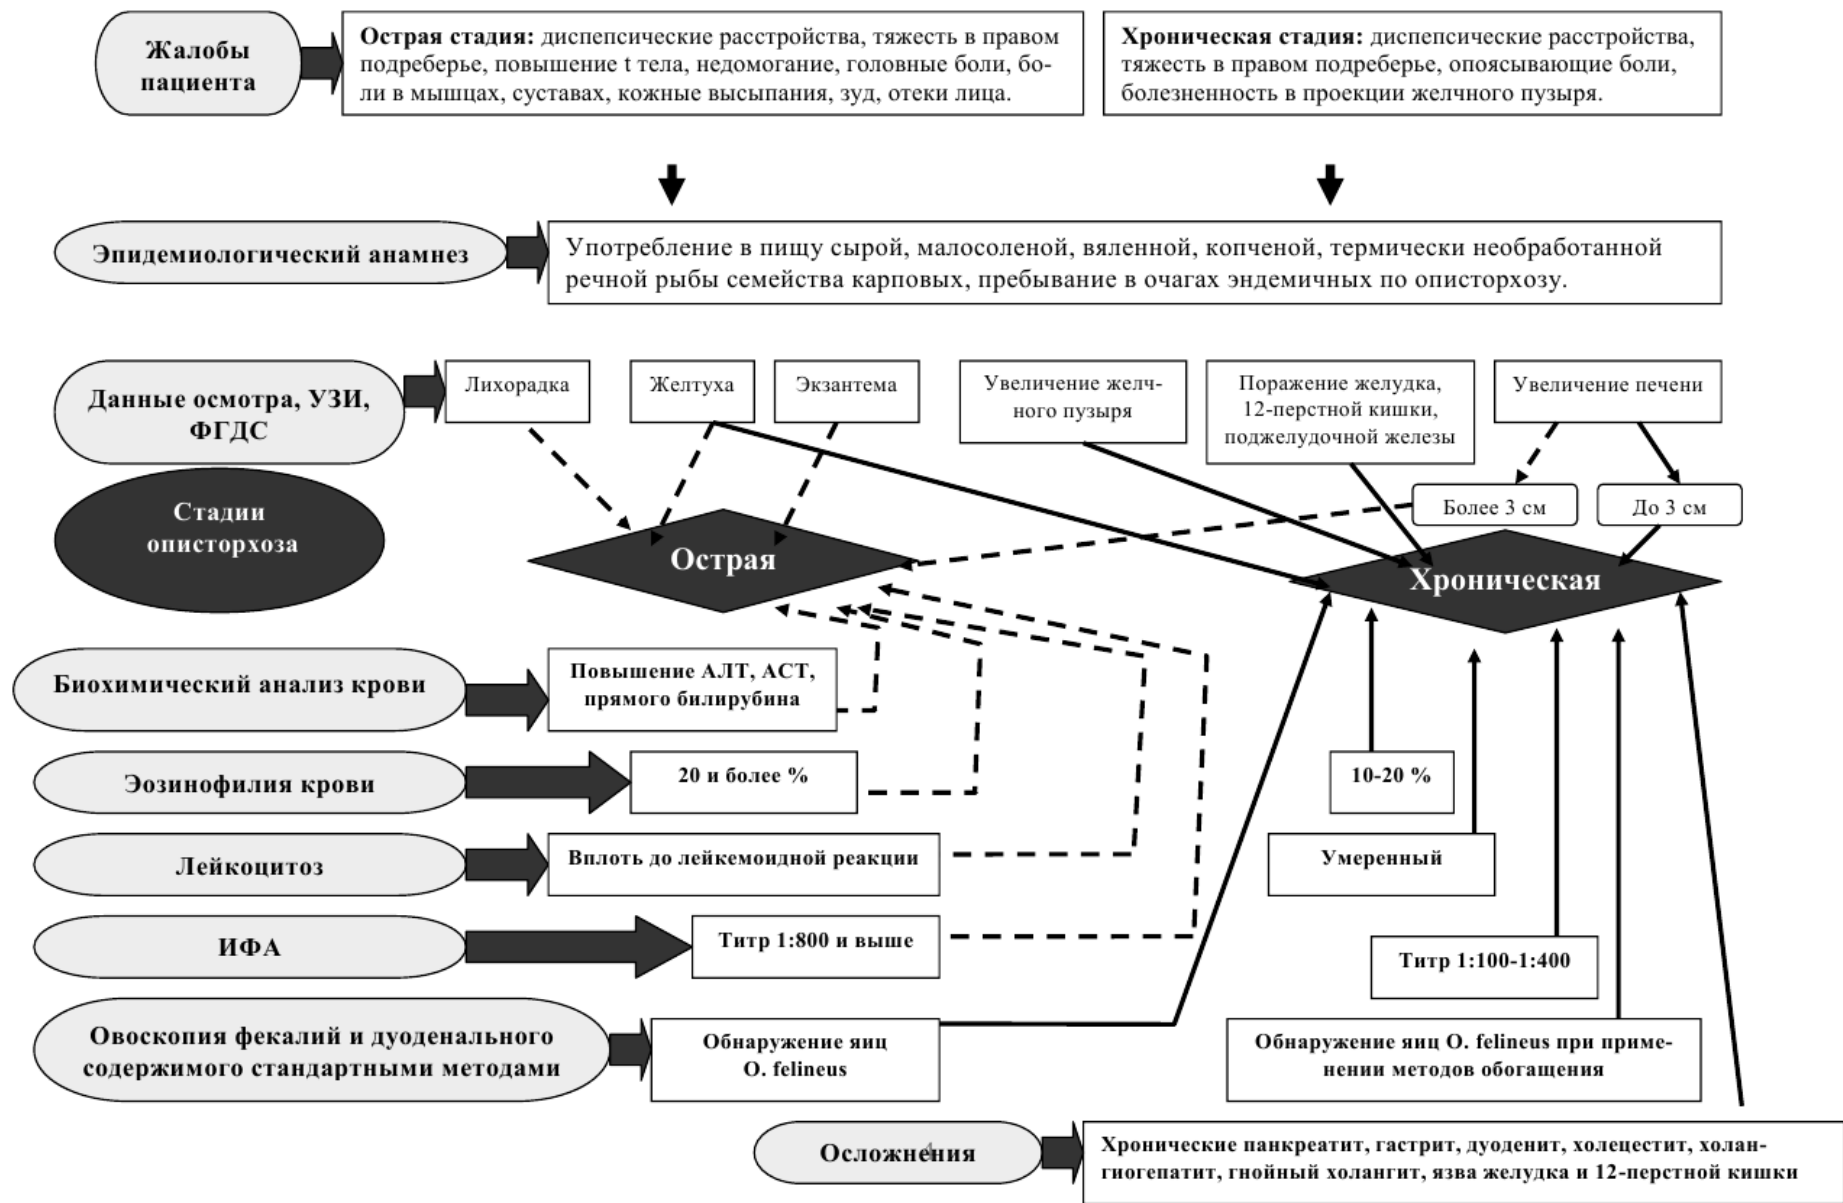 Жалобы
пациента
Острая стадия: диспепсические расстройства, тяжесть в правом
подреберье, повышение t тела, недомогание, головные боли, бо-
ли в мышцах, суставах, кожные высыпания, зуд, отеки лица.
Хроническая стадия: диспепсические расстройства,
тяжесть в правом подреберье, опоясывающие боли,
болезненность в проекции желчного пузыря.
Эпидемиологический анамнез
Употребление в пищу сырой, малосоленой, вяленной, копченой, термически необработанной
речной рыбы семейства карповых, пребывание в очагах эндемичных по описторхозу.
Данные осмотра, УЗИ,
ФГДС
Лихорадка
Желтуха
Экзантема
Увеличение желч-
ного пузыря
Поражение желудка,
12-перстной кишки,
поджелудочной железы
Увеличение печени
Более 3 см
До 3 см
Стадии
описторхоза
Острая
Хроническая
Биохимический анализ крови
Повышение АЛТ, АСТ,
прямого билирубина
Эозинофилия крови
20 и более %
10-20 %
Лейкоцитоз
Вплоть до лейкемоидной реакции
Умеренный
ИФА
Титр 1:800 и выше
Титр 1:100-1:400
Овоскопия фекалий и дуоденального
содержимого стандартными методами
Обнаружение яиц
O. felineus
Обнаружение яиц O. felineus при приме-
нении методов обогащения
Осложнения
4
Хронические панкреатит, гастрит, дуоденит, холецестит, холан-
гиогепатит, гнойный холангит, язва желудка и 12-перстной кишки